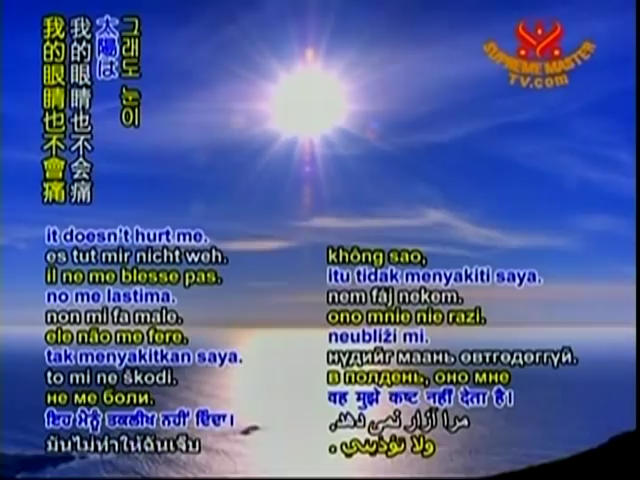 그래도 눈이
太陽は
我的眼睛也不会痛
我的眼睛也不會痛
SUPREME MASTER
TV.com
it doesn't hurt me.
es tut mir nicht weh.
il ne me blesse pas.
no me lastima.
non mi fa male.
ele não me fere.
tak menyakitkan saya.
to mi ne škodi.
не ме боли.
ਇਹ ਮੈਨੂੰ ਤਕਲੀਖ ਨਹੀਂ ਦਿੰਦਾ।
มันไม่ทำให้ฉันเจ็บ
không sao,
itu tidak menyakiti saya.
nem fáj nekem.
ono mnie nie razi.
neubliži mi.
нүдийг маань өвтгөдөггүй.
в полдень, оно мне
वह मुझे कष्ट नहीं देता है।
مرا آزار نمی دهد.
ولا تؤذيني .